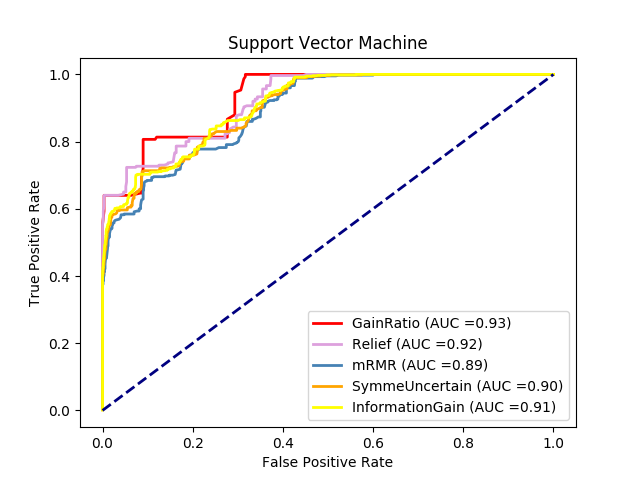 Support Vector Machine
True Positive Rate
1.0
0.8
0.6
0.4
0.2
0.0
GainRatio (AUC =0.93)
Relief (AUC =0.92)
mRMR (AUC =0.89)
SymmeUncertain (AUC =0.90)
InformationGain (AUC =0.91)
0.0 0.2 0.4 0.6 0.8 1.0
False Positive Rate